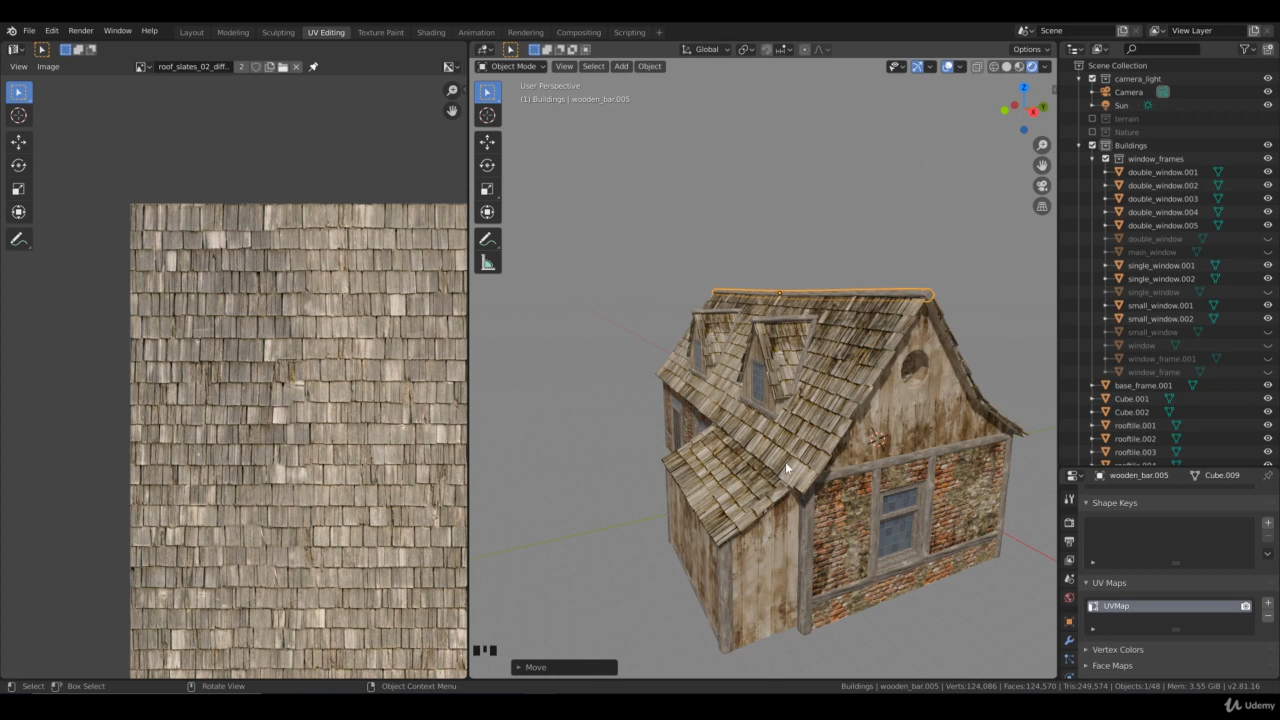 File Edit Render Window Help Layout Modeling Sculpting UV Editing Texture Paint Shading Animation Rendering Compositing Scripting + Scene View Layer
Global Options
View Image roof_slates_02_diff.. 2 Object Mode View Select Add Object
User Perspective
(1) Buildings | wooden_bar.005
Z
Y
X
Scene Collection
camera_light
Camera
Sun
terrain
Nature
Buildings
window_frames
double_window.001
double_window.002
double_window.003
double_window.004
double_window.005
double_window
main_window
single_window.001
single_window.002
single_window
small_window.001
small_window.002
small_window
window
window_frame.001
window_frame
base_frame.001
Cube.001
Cube.002
rooftile.001
rooftile.002
rooftile.003
wooden_bar.005 Cube.009
Shape Keys
UV Maps
UVMap
Vertex Colors
Face Maps
Move
Select Box Select Rotate View Object Context Menu Buildings | wooden_bar.005 | Verts:124,086 | Faces:124,570 | Tris:249,574 | Objects:1/48 | Mem: 3.55 GiB | v2.81.16
Udemy